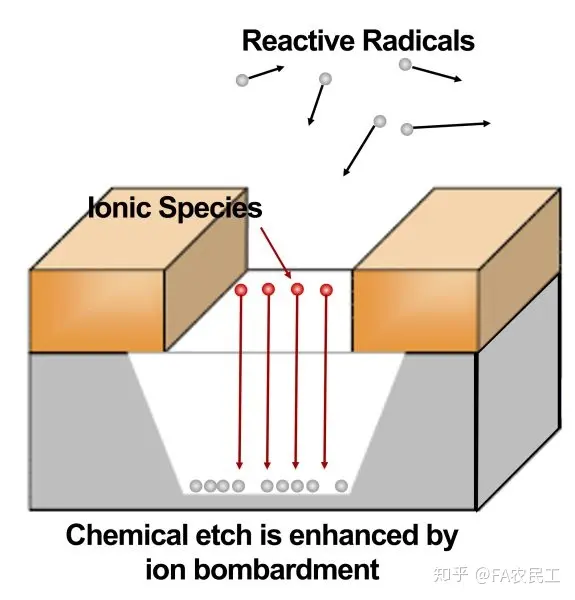 Reactive Radicals
Ionic Species
Chemical etch is enhanced by
ion bombardment
知乎 @FA农民工